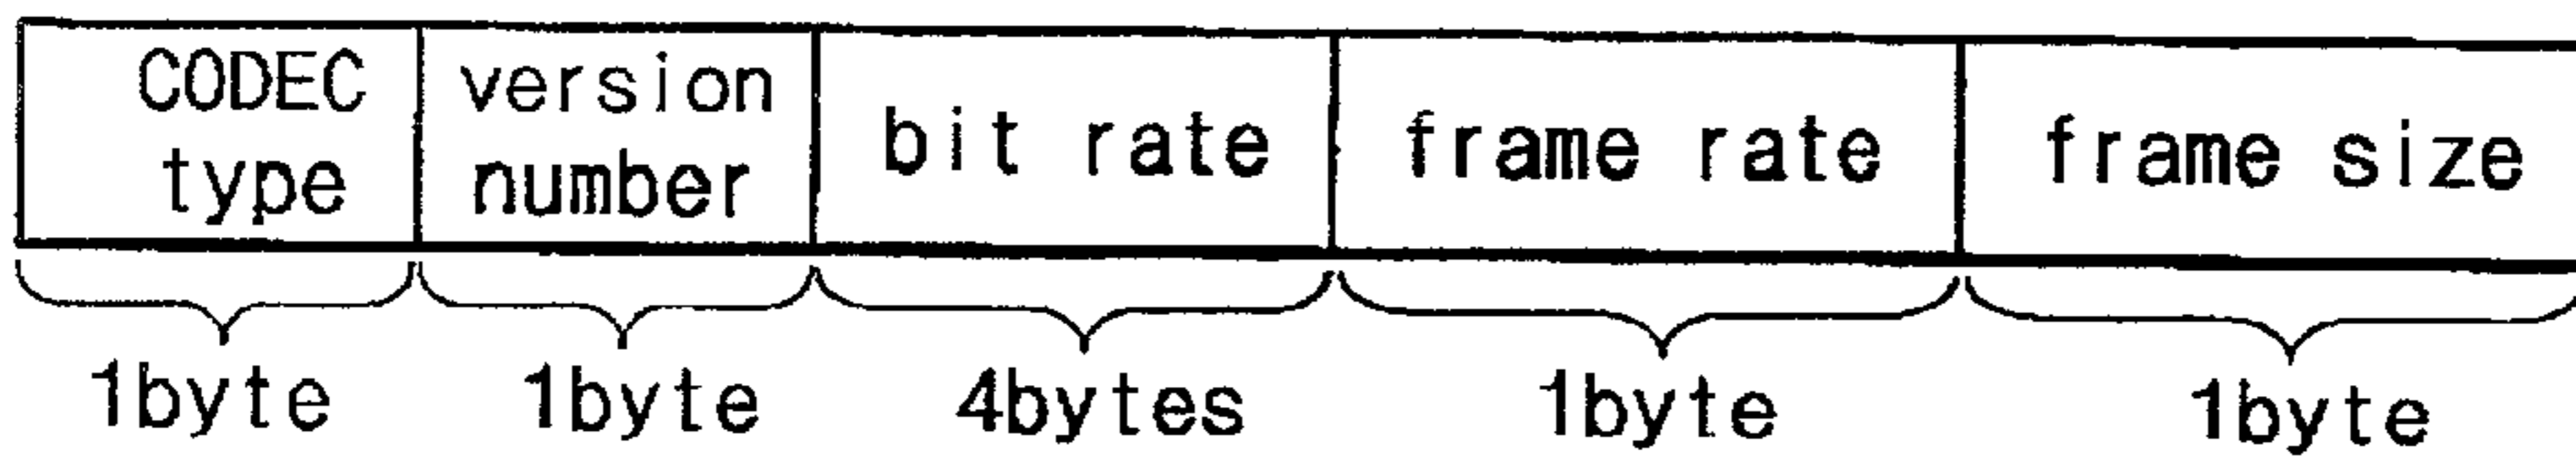 CODEC
type
version
number
bit rate
frame rate
frame size
1byte
1byte
4bytes
1byte
1byte